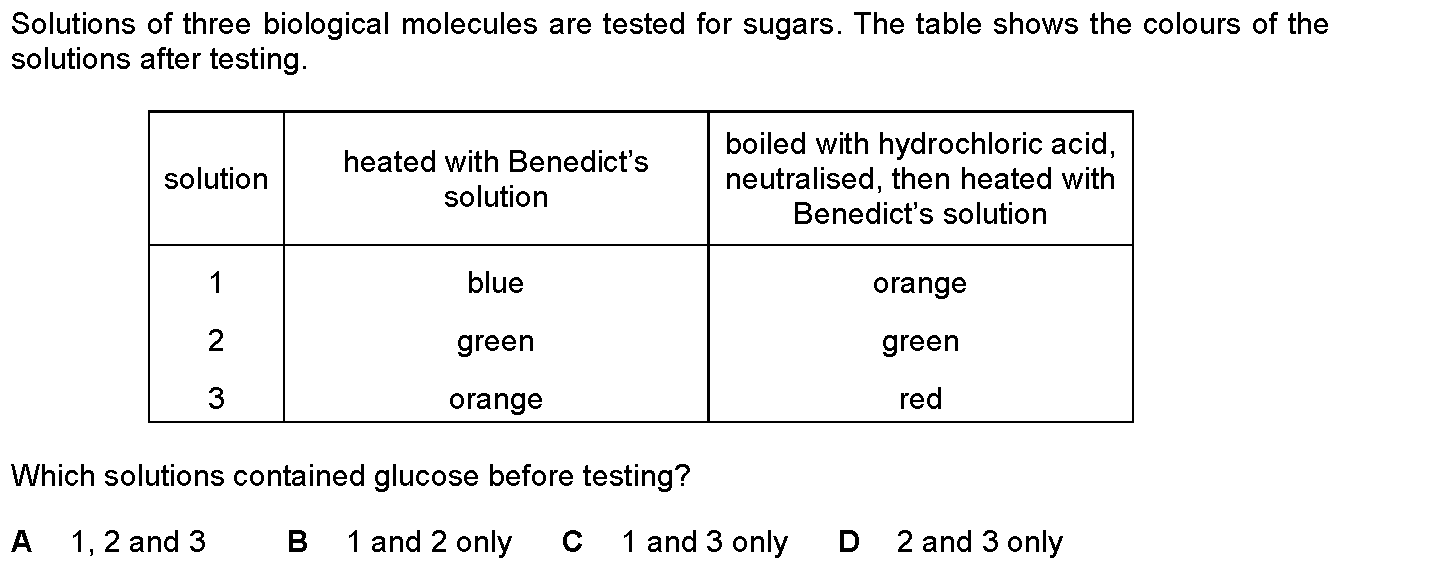 Solutions of three biological molecules are tested for sugars. The table shows the colours of the
solutions after testing.
solution
heated with Benedict’s
solution
boiled with hydrochloric acid,
neutralised, then heated with
Benedict’s solution
1 blue orange
2 green green
3 orange red
Which solutions contained glucose before testing?
A 1, 2 and 3 B 1 and 2 only C 1 and 3 only D 2 and 3 only